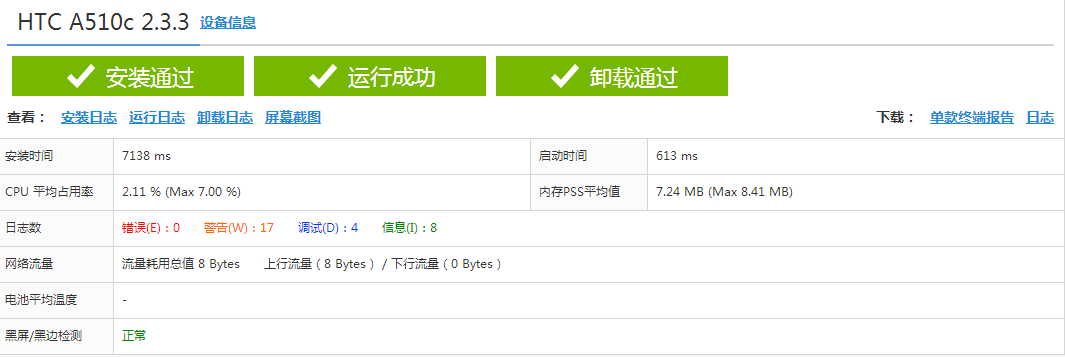 HTC A510c 2.3.3 设备信息
安装通过 运行成功 卸载通过
查看： 安装日志 运行日志 卸载日志 屏幕截图 下载： 单款终端报告 日志
安装时间 7138 ms 启动时间 613 ms
CPU 平均占用率 2.11 % (Max 7.00 %) 内存PSS平均值 7.24 MB (Max 8.41 MB)
日志数 错误(E)：0 警告(W)：17 调试(D)：4 信息(I)：8
网络流量 流量耗用总值 8 Bytes 上行流量（8 Bytes） / 下行流量（0 Bytes）
电池平均温度 -
黑屏/黑边检测 正常